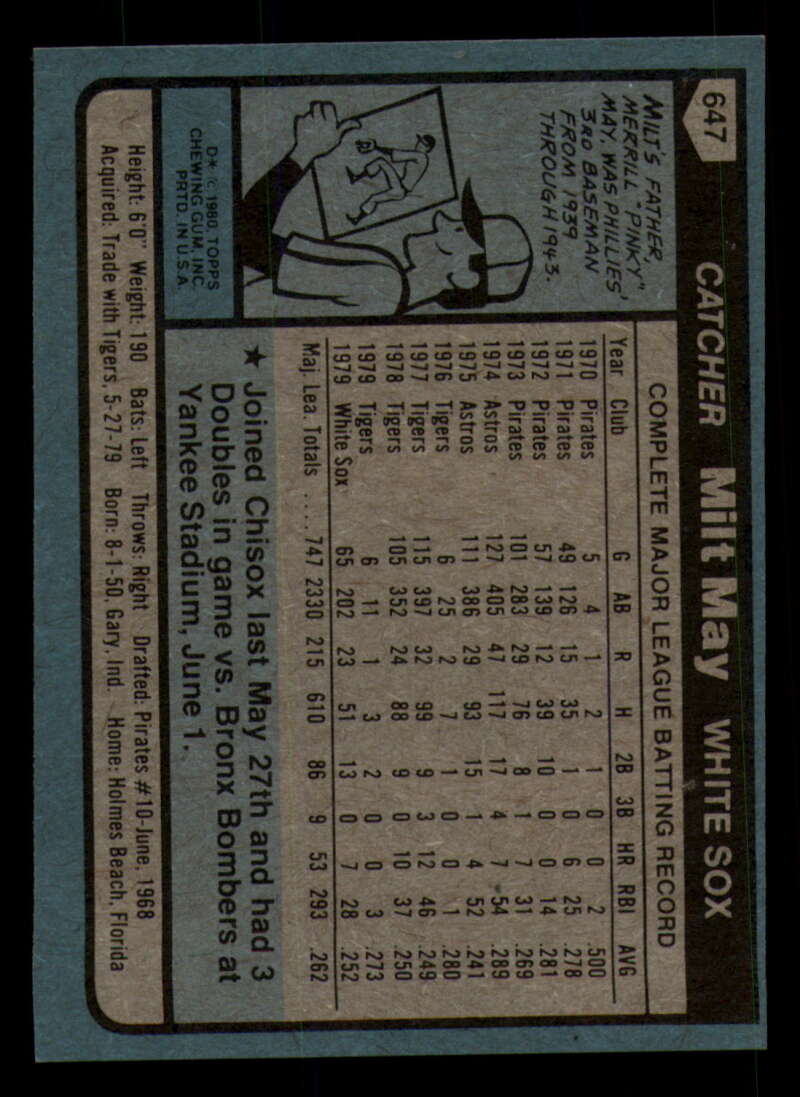 647 CATCHER Milt May WHITE SOX
MILT'S FATHER,
MERRILL "PINKY"
MAY, WAS PHILLIES'
3RD BASEMAN
FROM 1939
THROUGH 1943.
D* © 1980 TOPPS
CHEWING GUM, INC.
PRTD. IN U.S.A.
COMPLETE MAJOR LEAGUE BATTING RECORD
Year Club G AB R H 2B 3B HR RBI AVG
1970 Pirates 5 4 1 2 1 0 0 2 .500
1971 Pirates 49 126 15 35 1 0 6 25 .278
1972 Pirates 57 139 12 39 10 0 0 14 .281
1973 Pirates 101 283 29 76 8 1 7 31 .269
1974 Astros 127 405 47 117 17 4 7 54 .289
1975 Astros 111 386 29 93 15 1 4 52 .241
1976 Tigers 6 25 2 7 1 0 0 1 .280
1977 Tigers 115 397 32 99 9 3 12 46 .249
1978 Tigers 105 352 24 88 9 0 10 37 .250
1979 Tigers 6 11 1 3 2 0 0 3 .273
1979 White Sox 65 202 23 51 13 0 7 28 .252
Maj. Lea. Totals .... 747 2330 215 610 86 9 53 293 .262
★ Joined Chisox last May 27th and had 3
Doubles in game vs. Bronx Bombers at
Yankee Stadium, June 1.
Height: 6'0" Weight: 190 Bats: Left Throws: Right Drafted: Pirates #10-June, 1968
Acquired: Trade with Tigers, 5-27-79 Born: 8-1-50, Gary, Ind. Home: Holmes Beach, Florida